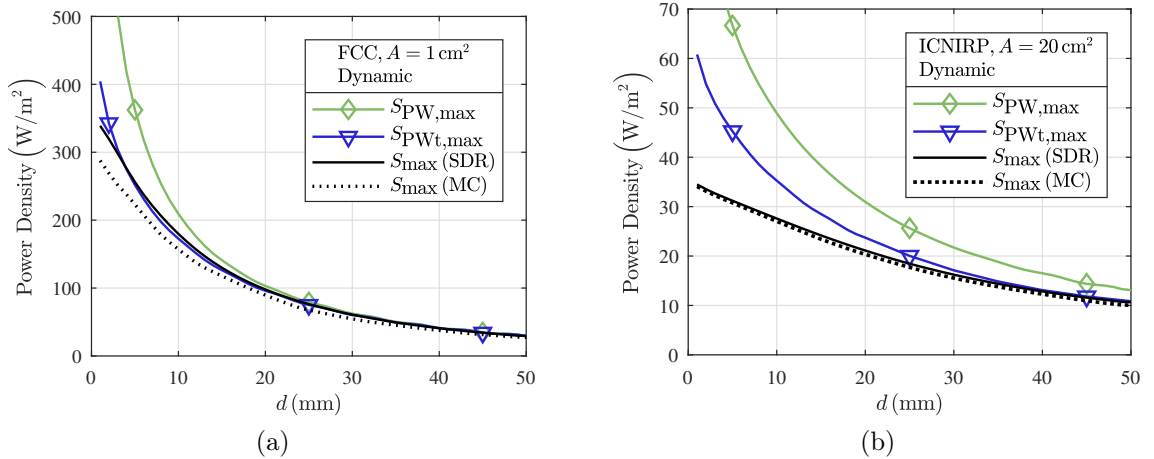 500
400
300
200
100
0
Power Density (W/m²)
FCC, A = 1 cm²
Dynamic
S_PW,max
S_PWt,max
S_max (SDR)
S_max (MC)
0 10 20 30 40 50
d (mm)
(a)
70
60
50
40
30
20
10
0
Power Density (W/m²)
ICNIRP, A = 20 cm²
Dynamic
S_PW,max
S_PWt,max
S_max (SDR)
S_max (MC)
0 10 20 30 40 50
d (mm)
(b)